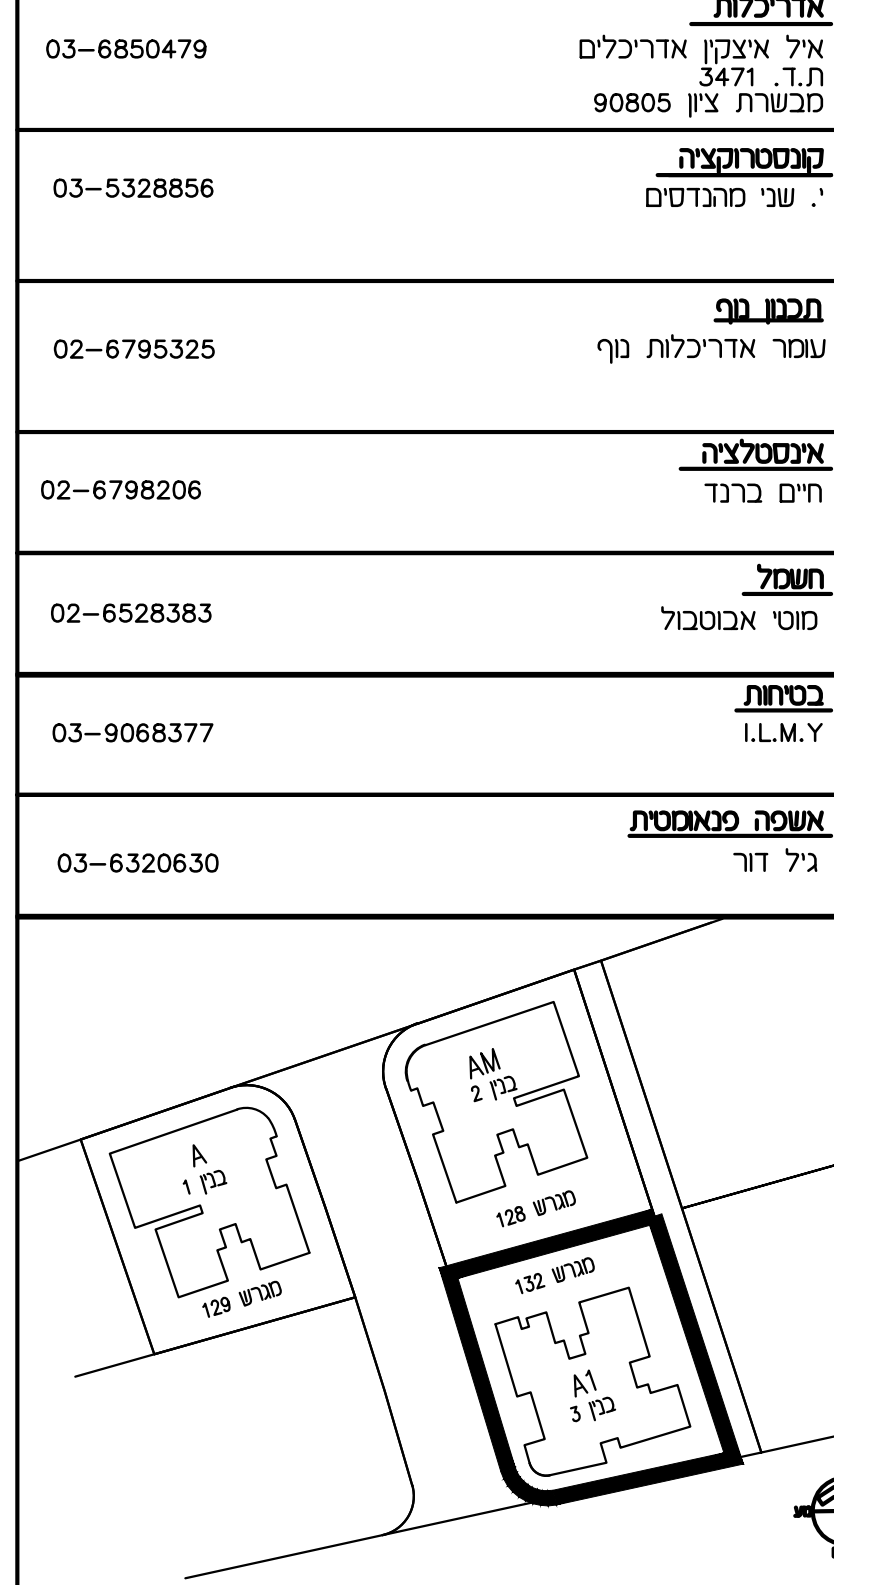 אדריכלות
איל איצקין אדריכלים 03-6850479
ת.ד. 3471
מבשרת ציון 90805
קונסטרוקציה
י. שני מהנדסים 03-5328856
תכנון נוף
עומר אדריכלות נוף 02-6795325
אינסטלציה
חיים ברנד 02-6798206
חשמל
מוטי אבוטבול 02-6528383
בטיחות
I.L.M.Y 03-9068377
אשפה פנאומטית
גיל דור 03-6320630
AM
בנין 2
מגרש 128
A
בנין 1
מגרש 129
מגרש 132
A1
בנין 3